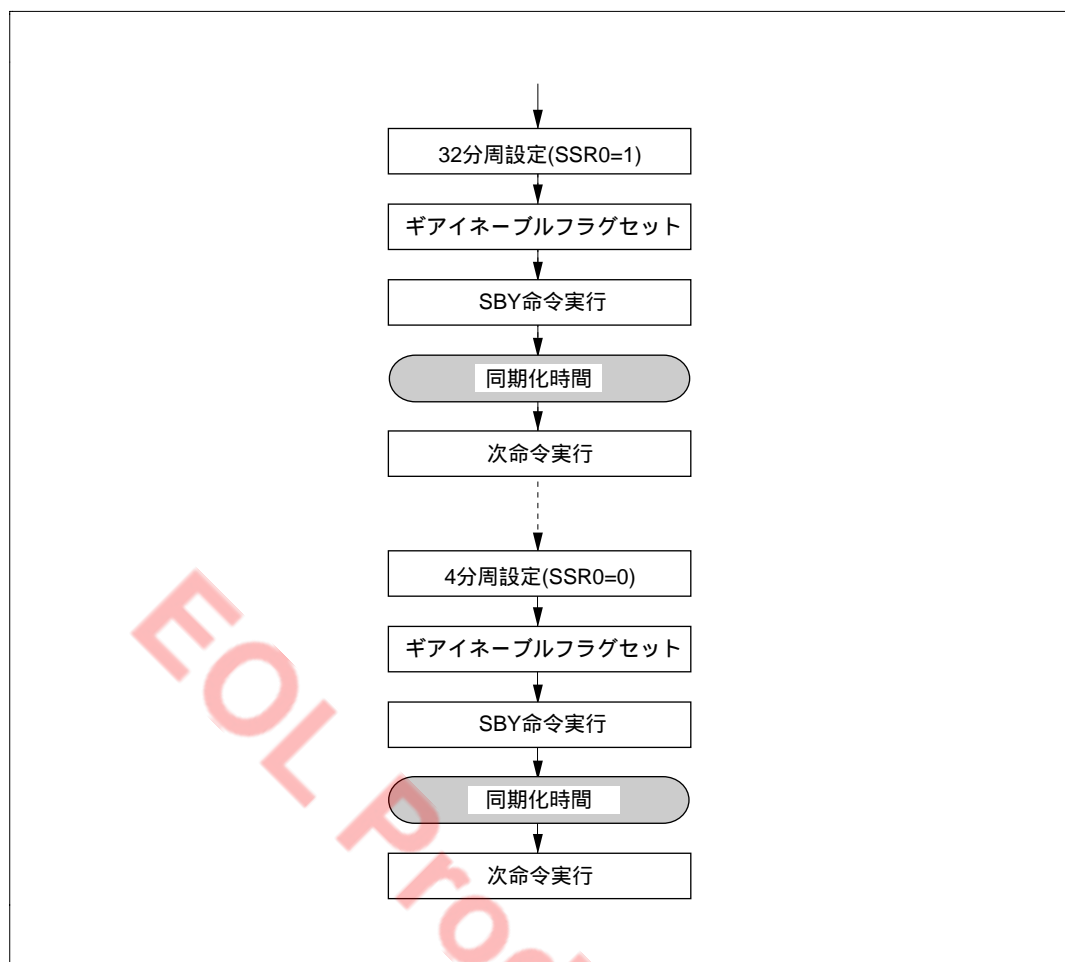 32分周設定(SSR0=1)
ギアイネーブルフラグセット
SBY命令実行
同期化時間
次命令実行
4分周設定(SSR0=0)
ギアイネーブルフラグセット
SBY命令実行
同期化時間
次命令実行
EOL